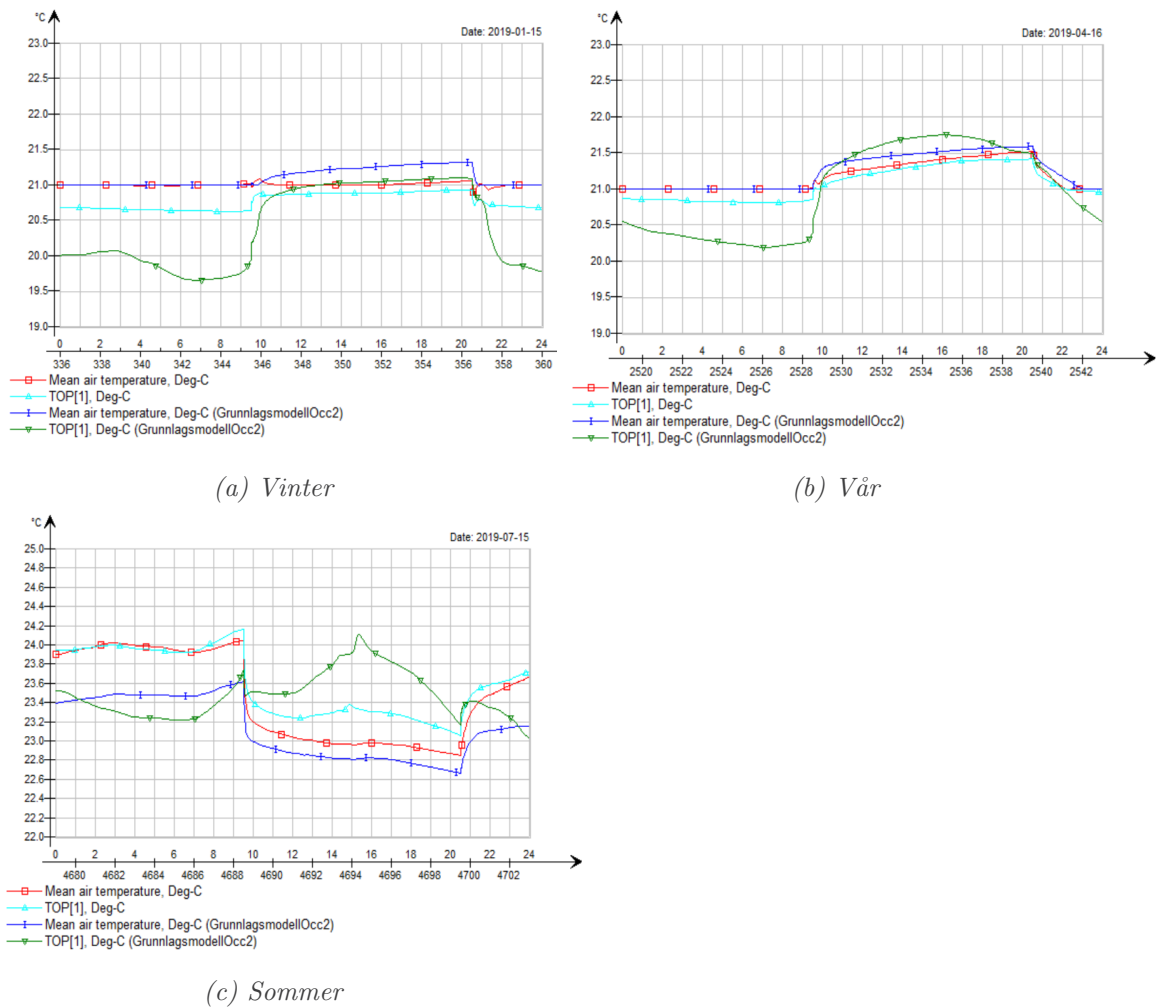 °C
Date: 2019-01-15
23.0
22.5
22.0
21.5
21.0
20.5
20.0
19.5
19.0
0 2 4 6 8 10 12 14 16 18 20 22 24
336 338 340 342 344 346 348 350 352 354 356 358 360
Mean air temperature, Deg-C
TOP[1], Deg-C
Mean air temperature, Deg-C (GrunnlagsmodellOcc2)
TOP[1], Deg-C (GrunnlagsmodellOcc2)
(a) Vinter
°C
Date: 2019-04-16
23.0
22.5
22.0
21.5
21.0
20.5
20.0
19.5
19.0
0 2 4 6 8 10 12 14 16 18 20 22 24
2520 2522 2524 2526 2528 2530 2532 2534 2536 2538 2540 2542
Mean air temperature, Deg-C
TOP[1], Deg-C
Mean air temperature, Deg-C (GrunnlagsmodellOcc2)
TOP[1], Deg-C (GrunnlagsmodellOcc2)
(b) Vår
°C
Date: 2019-07-15
25.0
24.8
24.6
24.4
24.2
24.0
23.8
23.6
23.4
23.2
23.0
22.8
22.6
22.4
22.2
22.0
0 2 4 6 8 10 12 14 16 18 20 22 24
4680 4682 4684 4686 4688 4690 4692 4694 4696 4698 4700 4702
Mean air temperature, Deg-C
TOP[1], Deg-C
Mean air temperature, Deg-C (GrunnlagsmodellOcc2)
TOP[1], Deg-C (GrunnlagsmodellOcc2)
(c) Sommer